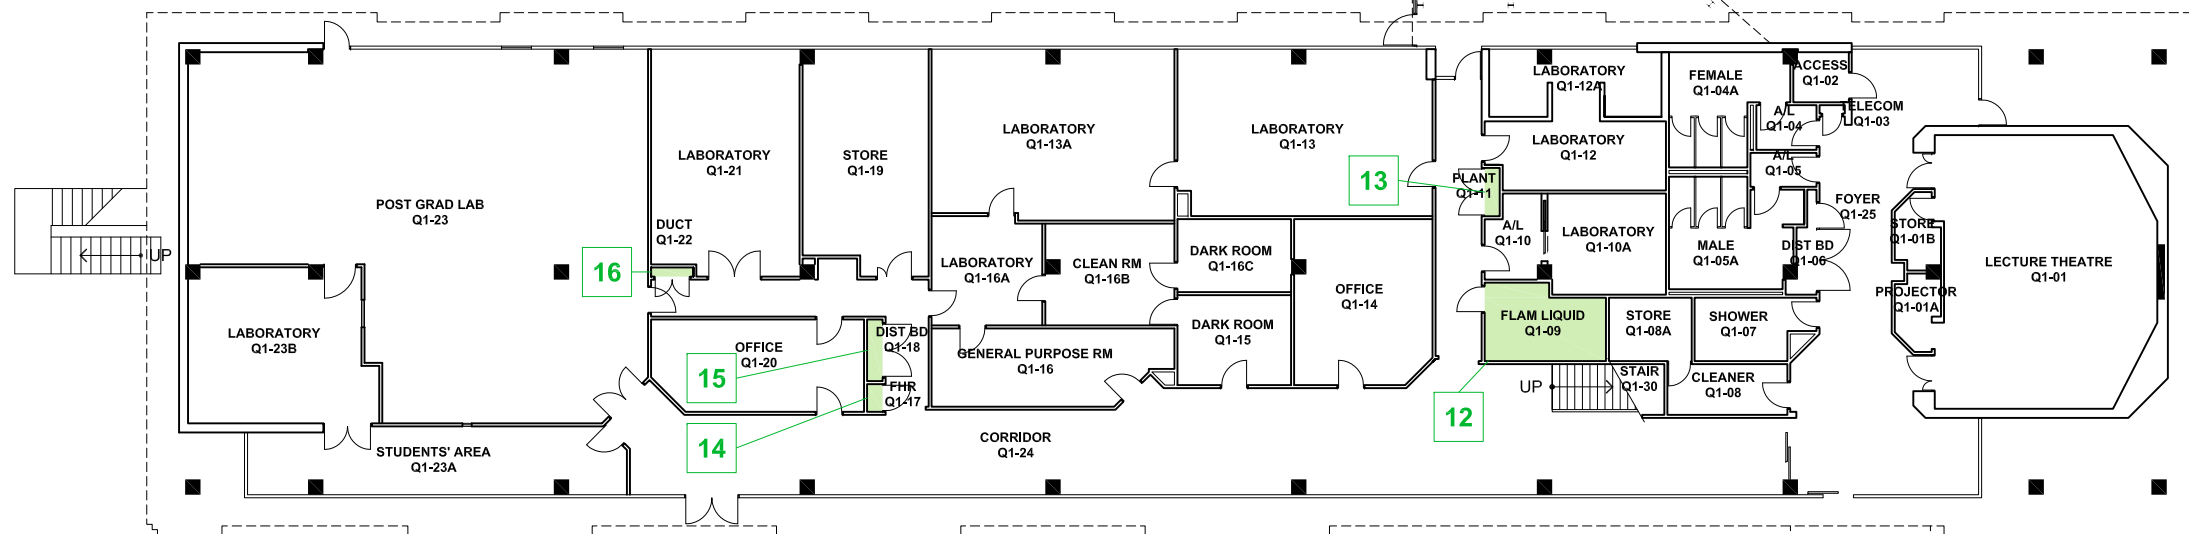 LABORATORY
Q1-12A
FEMALE
Q1-04A
ACCESS
Q1-02
TELECOM
Q1-03
A/L
Q1-04
LABORATORY
Q1-13A
LABORATORY
Q1-13
LABORATORY
Q1-12
LABORATORY
Q1-21
STORE
Q1-19
A/L
Q1-05
13
PLANT
Q1-11
POST GRAD LAB
Q1-23
FOYER
Q1-25
DUCT
Q1-22
A/L
Q1-10
LABORATORY
Q1-10A
MALE
Q1-05A
DIST BD
Q1-06
STORE
Q1-01B
UP
16
LABORATORY
Q1-16A
CLEAN RM
Q1-16B
DARK ROOM
Q1-16C
OFFICE
Q1-14
LECTURE THEATRE
Q1-01
PROJECTOR
Q1-01A
LABORATORY
Q1-23B
OFFICE
Q1-20
DIST BD
Q1-18
DARK ROOM
Q1-15
FLAM LIQUID
Q1-09
STORE
Q1-08A
SHOWER
Q1-07
GENERAL PURPOSE RM
Q1-16
15
FHR
Q1-17
UP
STAIR
Q1-30
CLEANER
Q1-08
12
14
STUDENTS' AREA
Q1-23A
CORRIDOR
Q1-24